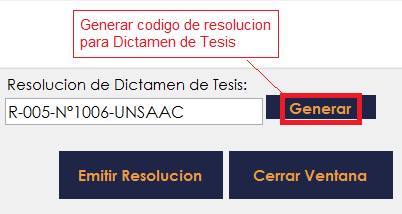 Generar codigo de resolucion
para Dictamen de Tesis
Resolucion de Dictamen de Tesis:
R-005-Nº1006-UNSAAC
Generar
Emitir Resolucion
Cerrar Ventana